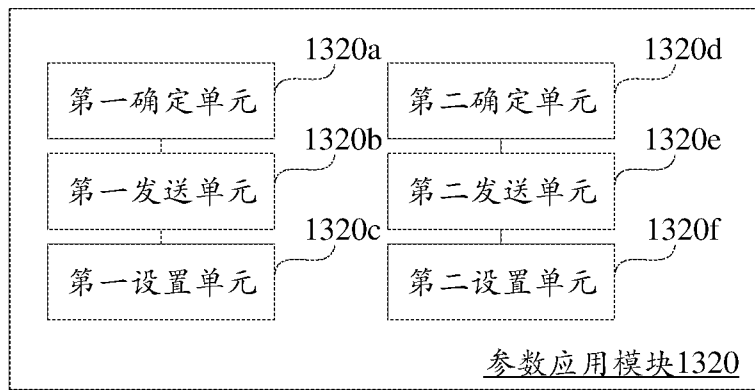 1320a
第一确定单元
1320b
第一发送单元
1320c
第一设置单元
1320d
第二确定单元
1320e
第二发送单元
1320f
第二设置单元
参数应用模块1320